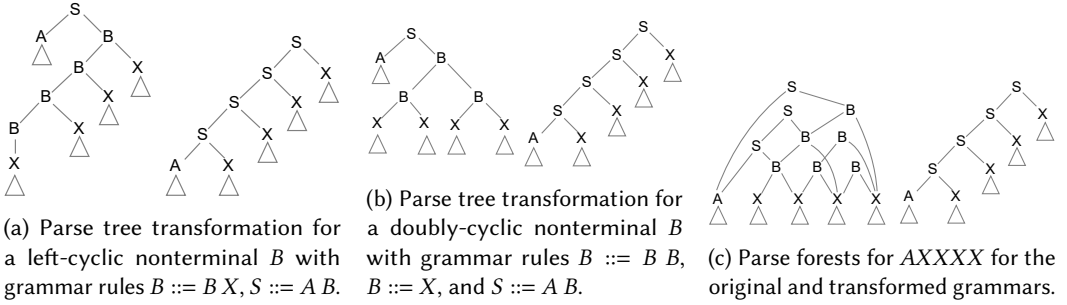 S
A B
B X
B X
B X
X
S
S X
S X
S X
A X
(a) Parse tree transformation for
a left-cyclic nonterminal B with
grammar rules B ::= B X, S ::= A B.
S
A B
B B
X X X X
S
S X
S X
S X
A X
(b) Parse tree transformation for
a doubly-cyclic nonterminal B
with grammar rules B ::= B B,
B ::= X, and S ::= A B.
S
S B
S B B
B B B
A X X X X
S
S X
S X
S X
A X
(c) Parse forests for AXXXX for the
original and transformed grammars.